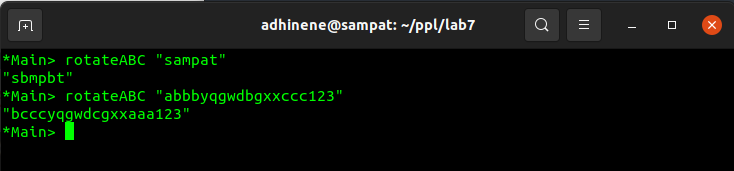 adhinene@sampat: ~/ppl/lab7
*Main> rotateABC "sampat"
"sbmpbt"
*Main> rotateABC "abbbyqgwdbgxxccc123"
"bcccyqgwdcgxxaaa123"
*Main>